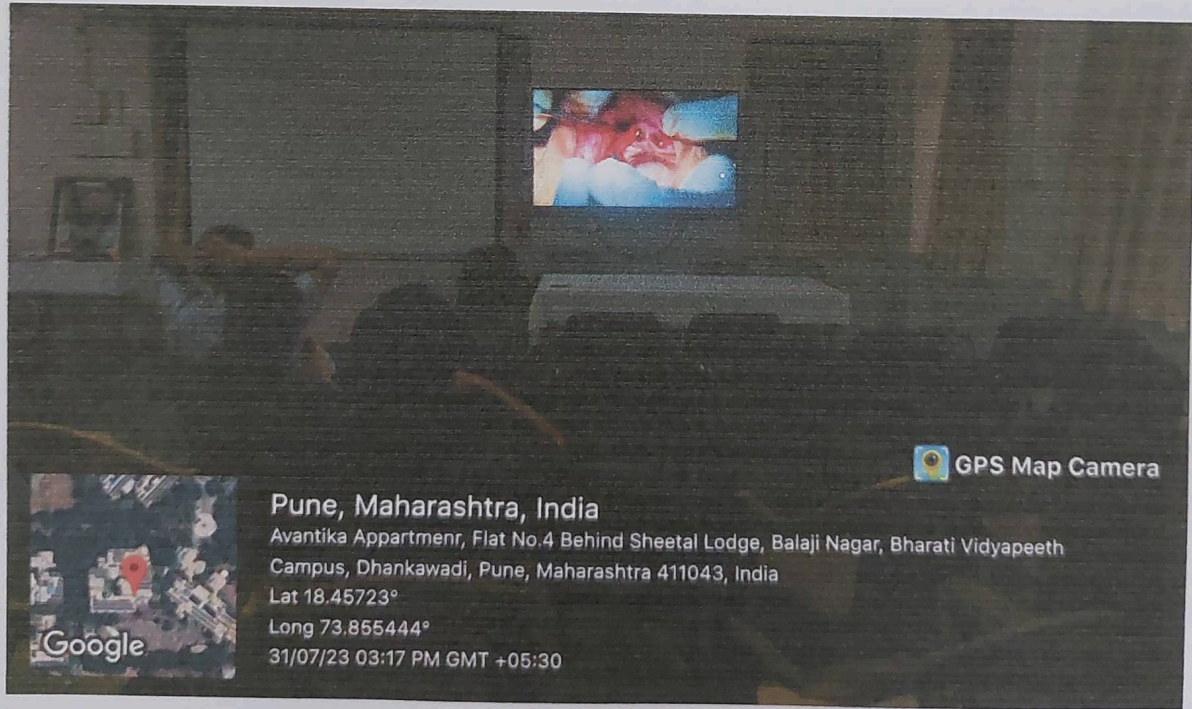 GPS Map Camera
Pune, Maharashtra, India
Avantika Appartmenr, Flat No.4 Behind Sheetal Lodge, Balaji Nagar, Bharati Vidyapeeth
Campus, Dhankawadi, Pune, Maharashtra 411043, India
Lat 18.45723°
Long 73.855444°
31/07/23 03:17 PM GMT +05:30
Google